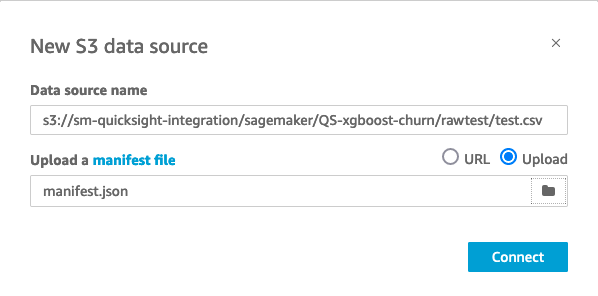 New S3 data source
Data source name
s3://sm-quicksight-integration/sagemaker/QS-xgboost-churn/rawtest/test.csv
Upload a manifest file URL Upload
manifest.json
Connect